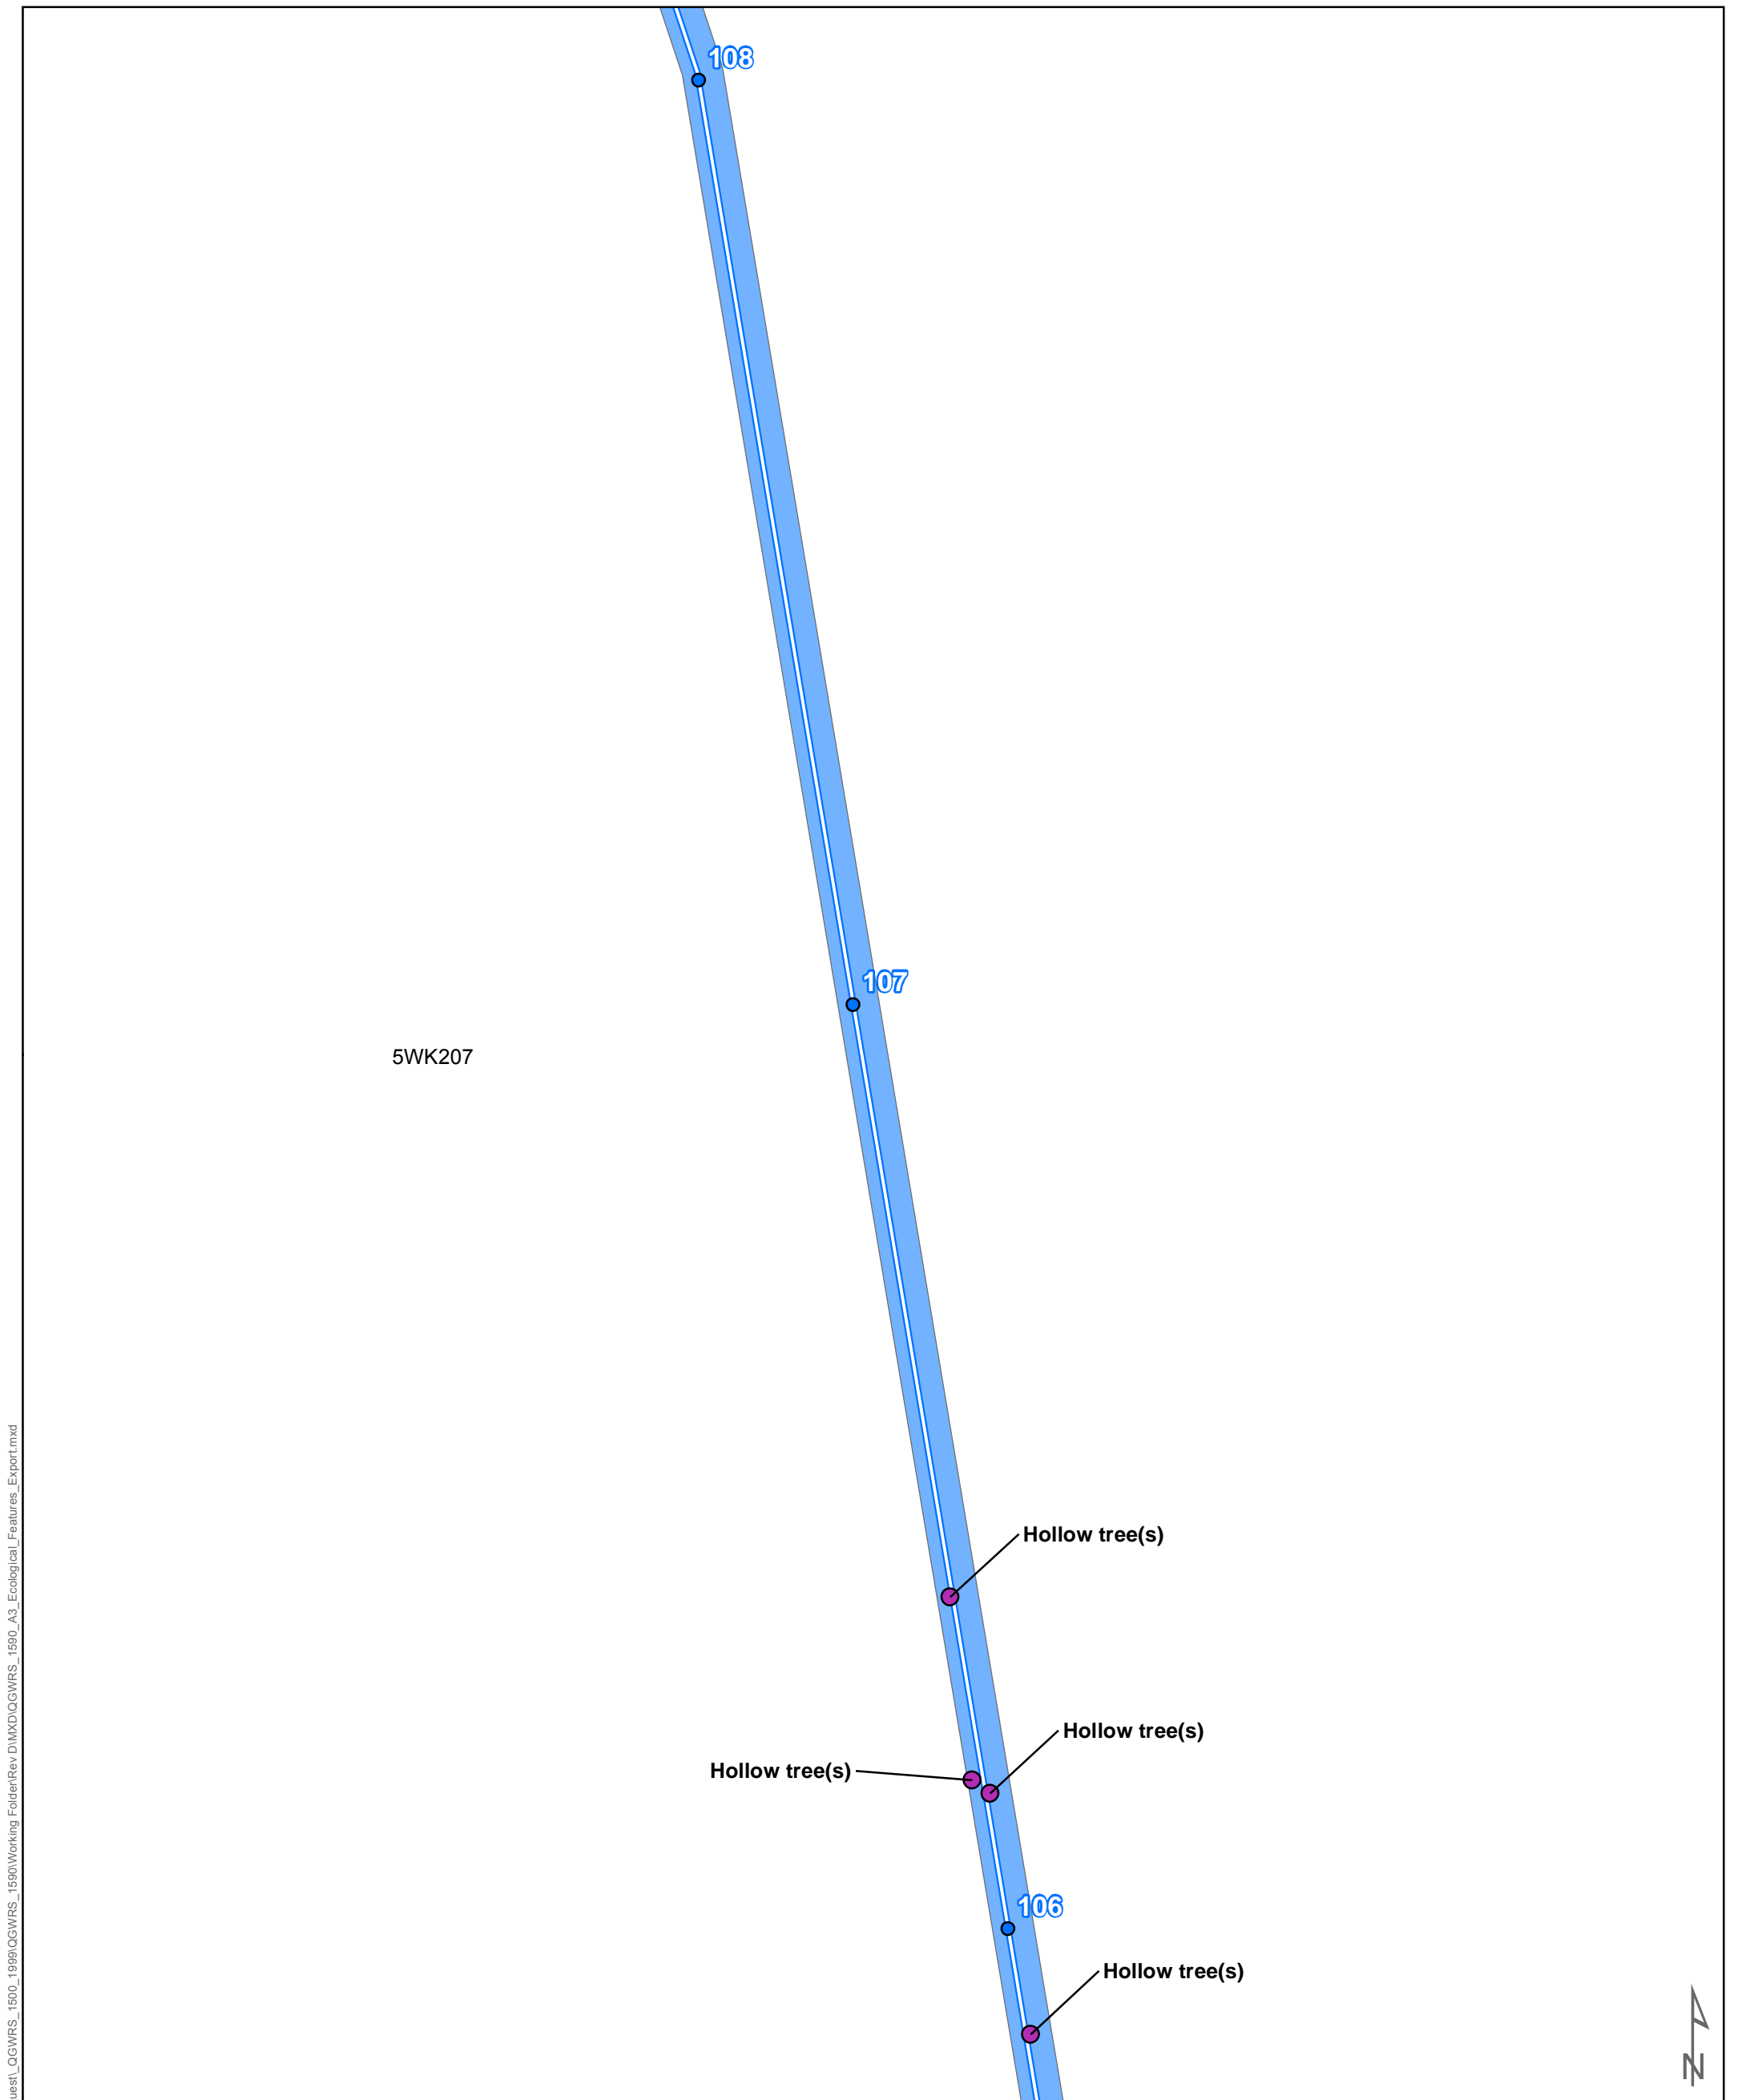 108
107
5WK207
Hollow tree(s)
Hollow tree(s)
Hollow tree(s)
106
Hollow tree(s)
N
uest\_QGWRS_1500_1999\QGWRS_1590\Working Folder\Rev D\MXD\QGWRS_1590_A3_Ecological_Features_Export.mxd